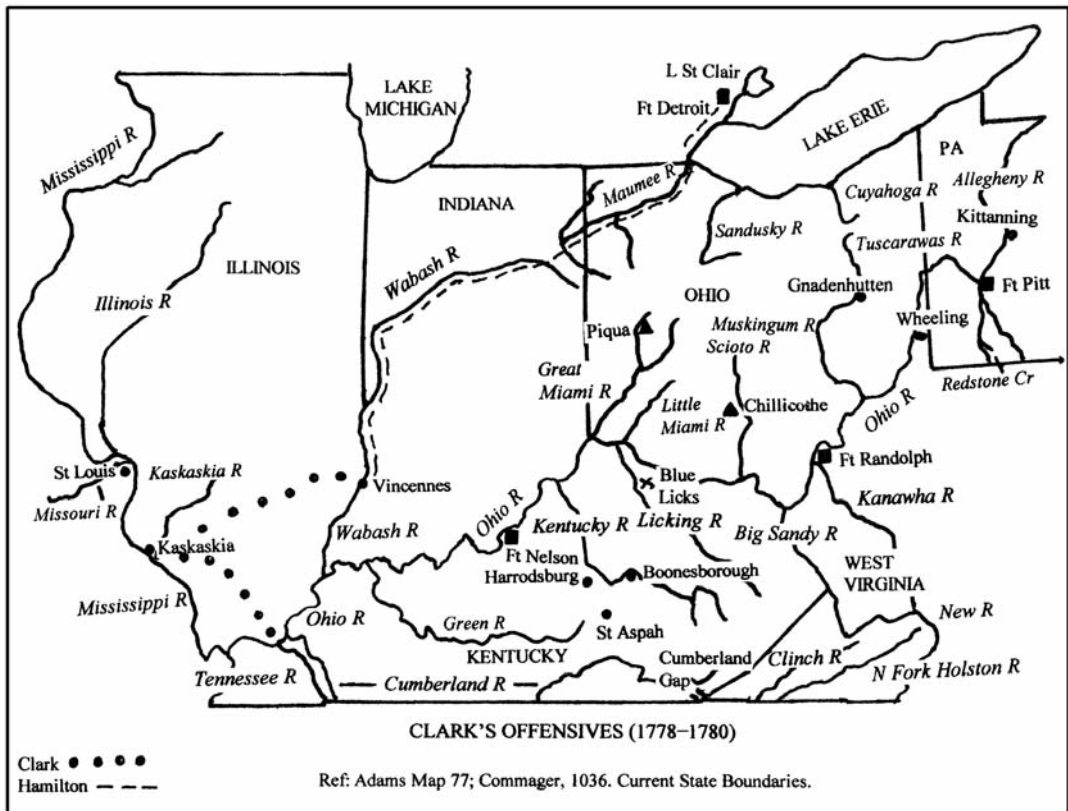 L St Clair
LAKE
MICHIGAN
Ft Detroit
Mississippi R
LAKE ERIE
PA
Maumee R
Cuyahoga R
Allegheny R
INDIANA
Kittanning
Sandusky R
Tuscarawas R
Wabash R
ILLINOIS
Illinois R
OHIO
Gnadenhutten
Ft Pitt
Piqua
Muskingum R
Wheeling
Scioto R
Great
Miami R
Redstone Cr
Little
Miami R
Chillicothe
Ohio R
St Louis
Kaskaskia R
Ft Randolph
Missouri R
Vincennes
Blue
Licks
Kanawha R
Ohio R
Kentucky R
Licking R
Big Sandy R
Wabash R
Kaskaskia
Ft Nelson
WEST
VIRGINIA
Harrodsburg
Boonesborough
Mississippi R
Ohio R
Green R
St Aspah
New R
KENTUCKY
Cumberland
Gap
Clinch R
N Fork Holston R
Tennessee R
Cumberland R
CLARK'S OFFENSIVES (1778–1780)
Clark
Hamilton
Ref: Adams Map 77; Commager, 1036. Current State Boundaries.